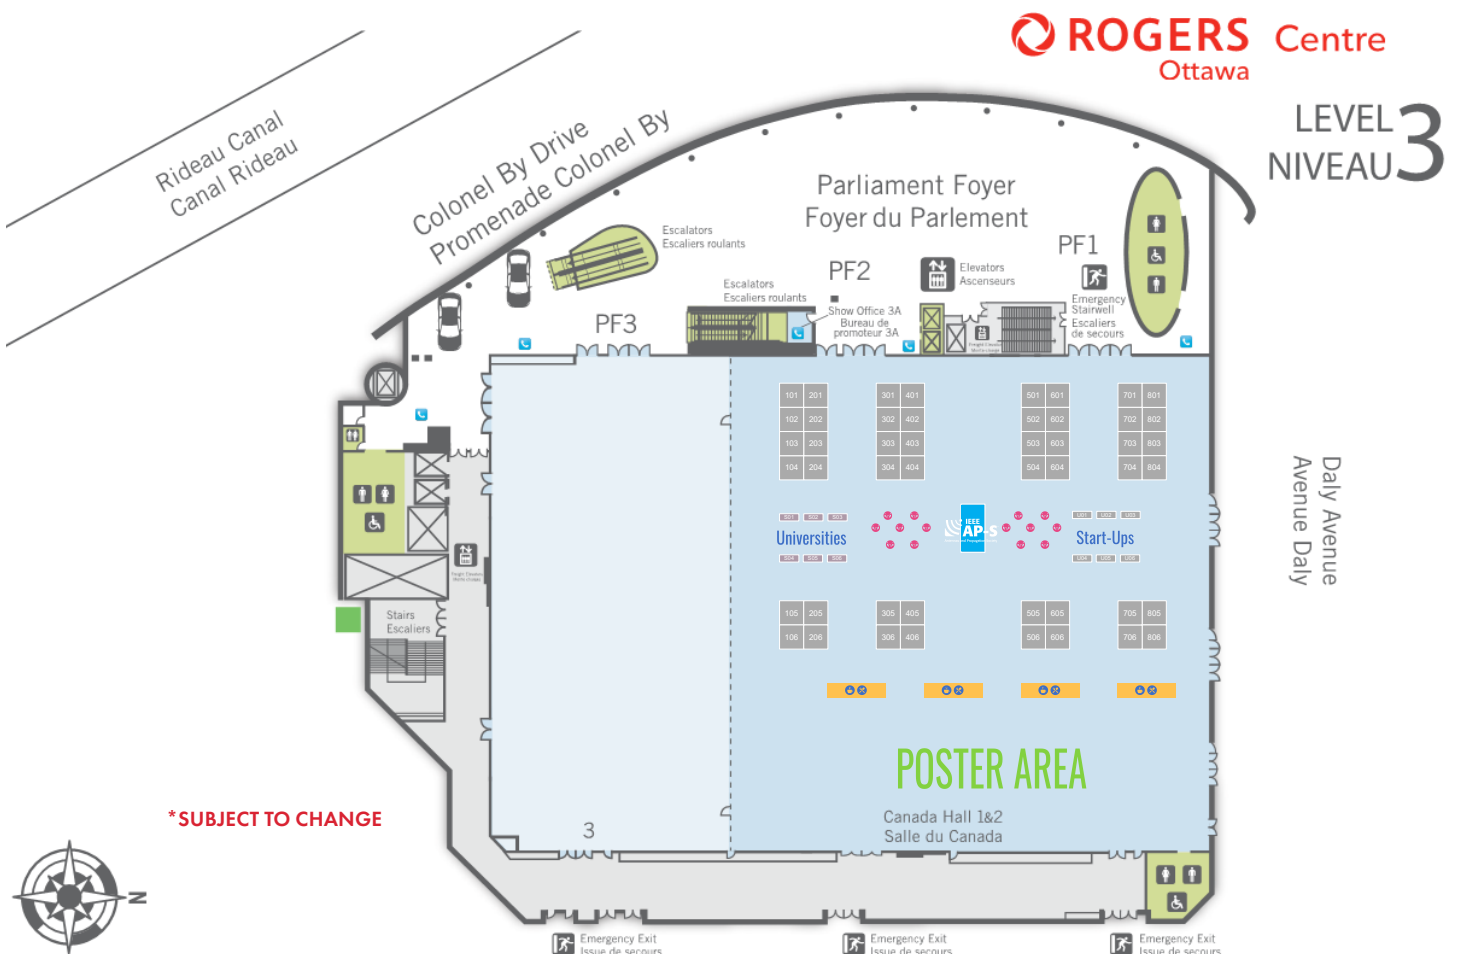 ROGERS Centre
Ottawa
LEVEL 3
NIVEAU
Rideau Canal
Canal Rideau
Colonel By Drive
Promenade Colonel By
Parliament Foyer
Foyer du Parlement
Escalators
Escaliers roulants
PF1
PF2
PF3
Elevators
Ascenseurs
Escalators
Escaliers roulants
Show Office 3A
Bureau de
promoteur 3A
Emergency
Stairwell
Escaliers
de secours
101 201 301 401 501 601 701 801
102 202 302 402 502 602 702 802
103 203 303 403 503 603 703 803
104 204 304 404 504 604 704 804
Universities
IEEE
AP-S
Start-Ups
Daly Avenue
Avenue Daly
Stairs
Escaliers
105 205 305 405 505 605 705 805
106 206 306 406 506 606 706 806
POSTER AREA
Canada Hall 1&2
Salle du Canada
3
*SUBJECT TO CHANGE
N
Emergency Exit
Issue de secours
Emergency Exit
Issue de secours
Emergency Exit
Issue de secours